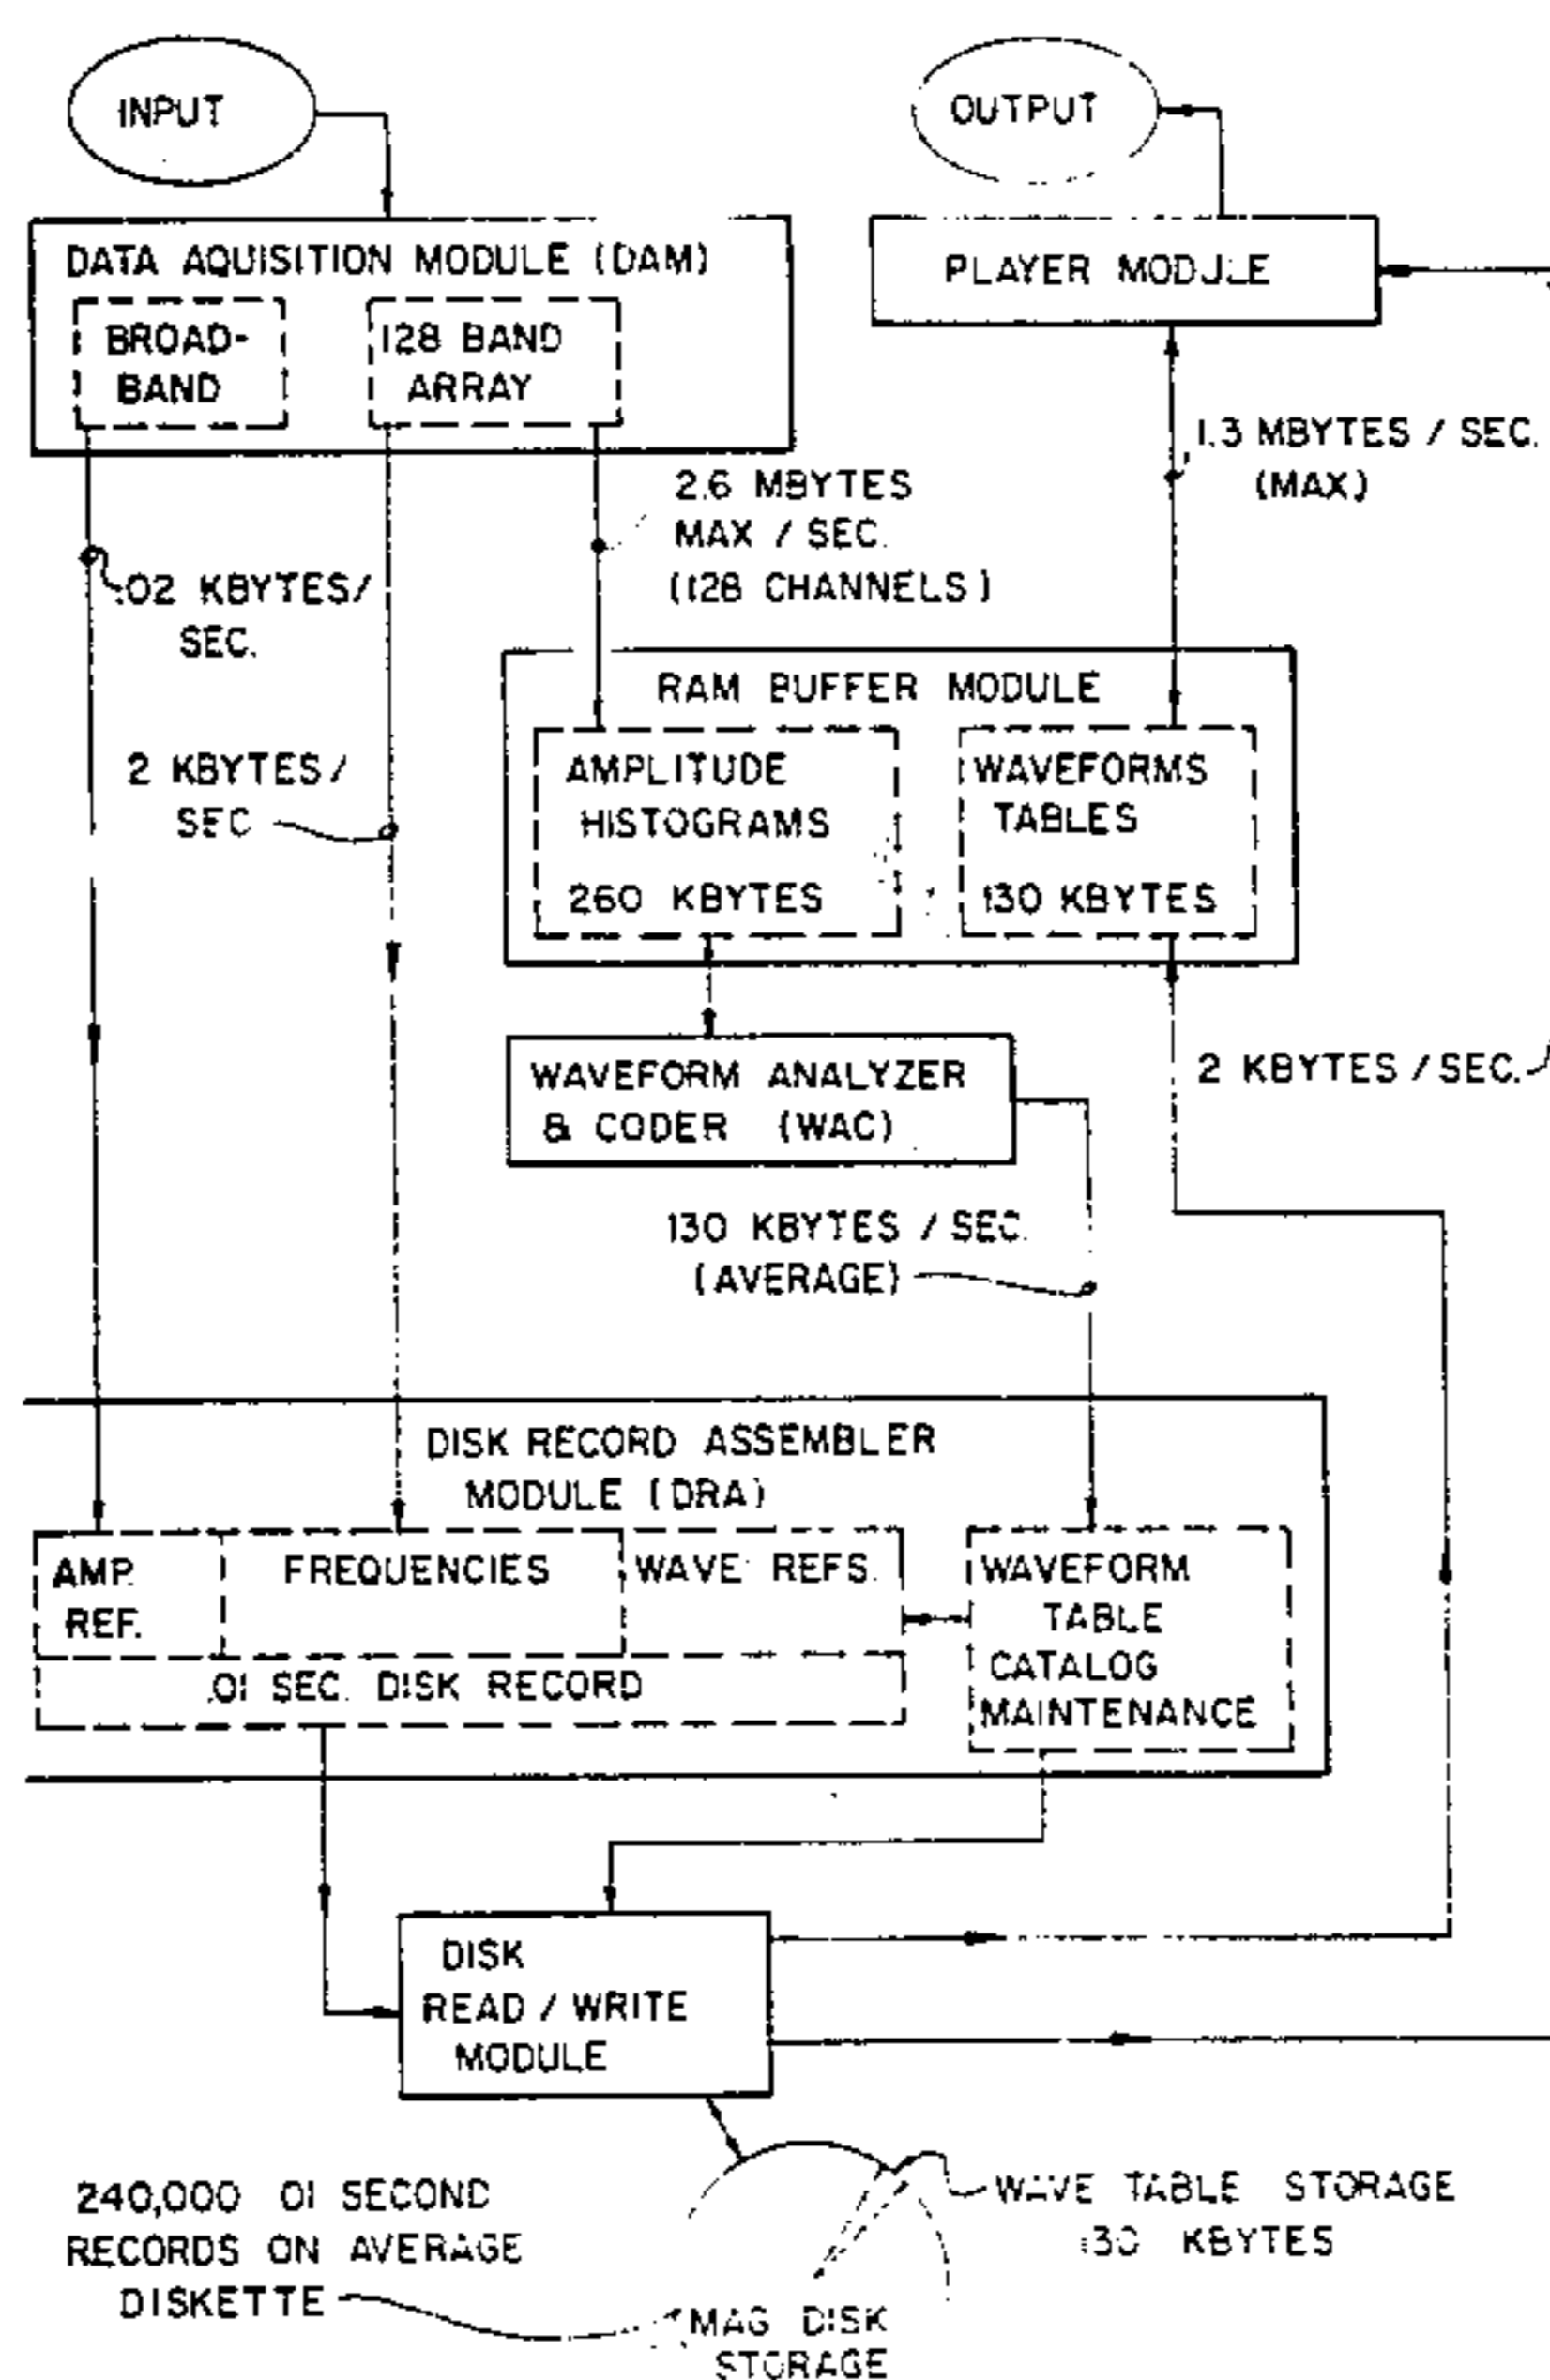 INPUT
OUTPUT
DATA AQUISITION MODULE (DAM)
BROAD-
BAND
128 BAND
ARRAY
PLAYER MODULE
1.3 MBYTES / SEC.
(MAX)
2.6 MBYTES
MAX / SEC.
(128 CHANNELS)
.02 KBYTES/
SEC.
2 KBYTES/
SEC
RAM BUFFER MODULE
AMPLITUDE
HISTOGRAMS
260 KBYTES
WAVEFORMS
TABLES
130 KBYTES
WAVEFORM ANALYZER
& CODER (WAC)
2 KBYTES / SEC.
130 KBYTES / SEC.
(AVERAGE)
DISK RECORD ASSEMBLER
MODULE (DRA)
AMP.
REF.
FREQUENCIES
WAVE REFS.
.01 SEC. DISK RECORD
WAVEFORM
TABLE
CATALOG
MAINTENANCE
DISK
READ / WRITE
MODULE
240,000 01 SECOND
RECORDS ON AVERAGE
DISKETTE
WAVE TABLE STORAGE
130 KBYTES
MAG DISK
STORAGE